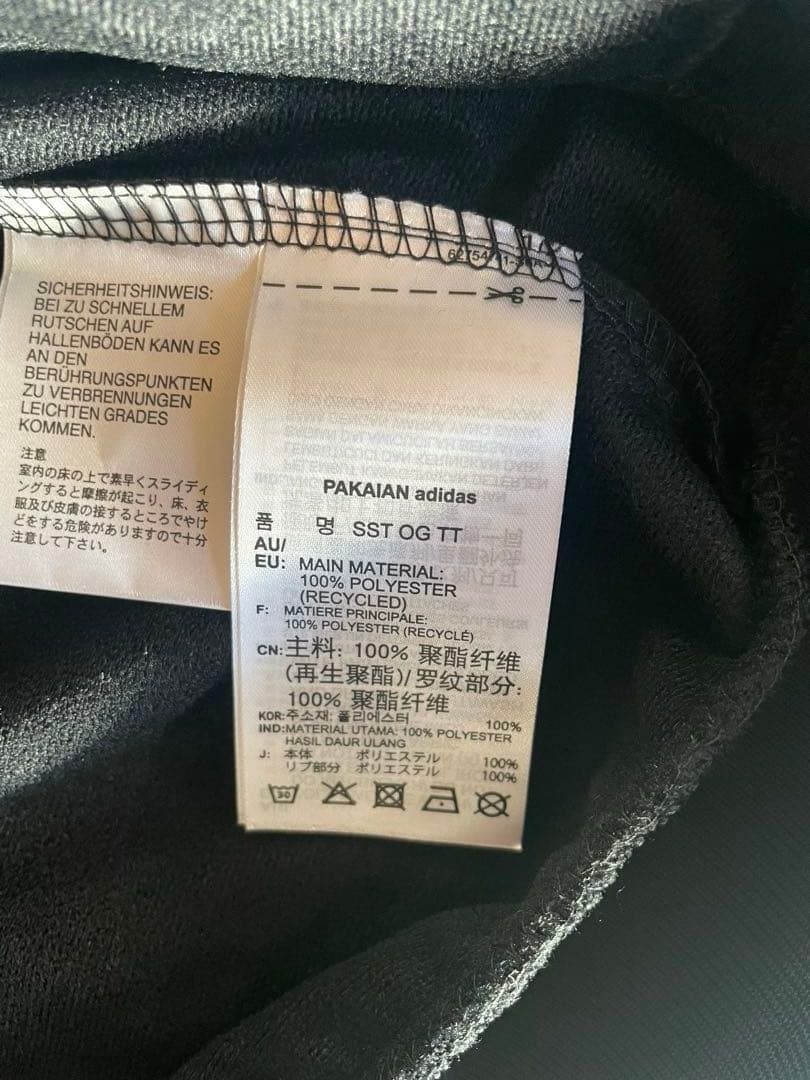 SICHERHEITSHINWEIS:
BEI ZU SCHNELLEM
RUTSCHEN AUF
HALLENBÖDEN KANN ES
AN DEN
BERÜHRUNGSPUNKTEN
ZU VERBRENNUNGEN
LEICHTEN GRADES
KOMMEN.
注意
室内の床の上で素早くスライディ
ングすると摩擦が起こり、床、衣
服及び皮膚の接するところでやけ
どをする危険がありますので十分
注意して下さい。
PAKAIAN adidas
품 명 SST OG TT
AU/
EU: MAIN MATERIAL:
100% POLYESTER
(RECYCLED)
F: MATIERE PRINCIPALE:
100% POLYESTER (RECYCLÉ)
CN: 主料: 100% 聚酯纤维
(再生聚酯)/罗纹部分:
100% 聚酯纤维
KOR: 주소재: 폴리에스터 100%
IND: MATERIAL UTAMA: 100% POLYESTER
HASIL DAUR ULANG
J: 本体 ポリエステル 100%
リブ部分 ポリエステル 100%
30